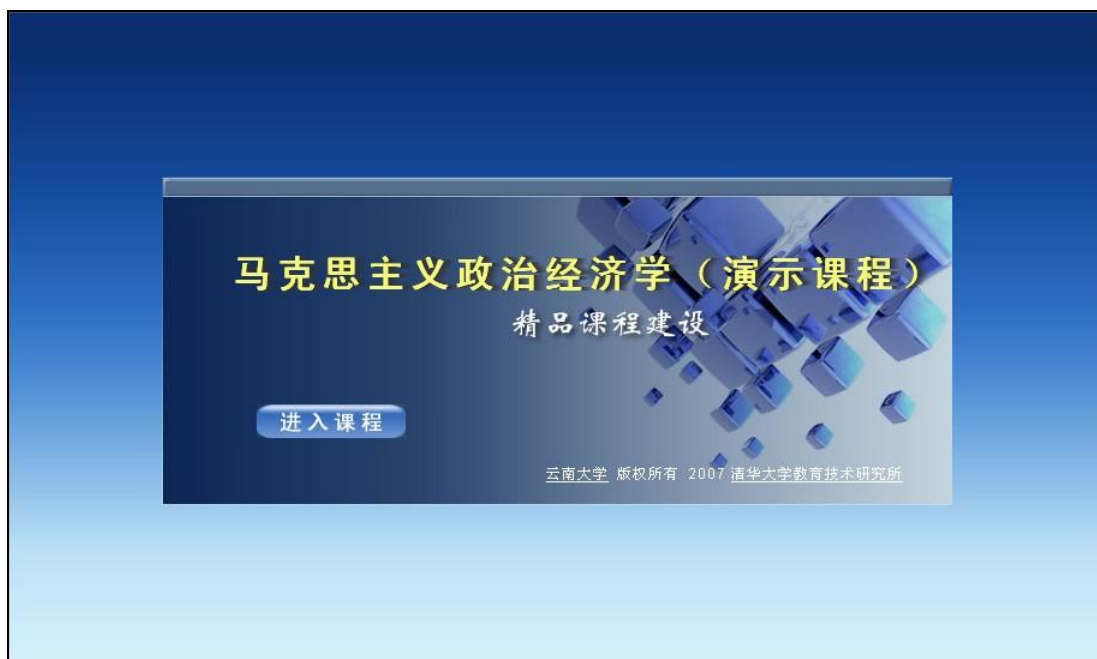 马克思主义政治经济学（演示课程）
精品课程建设
进入课程
云南大学 版权所有 2007 清华大学教育技术研究所